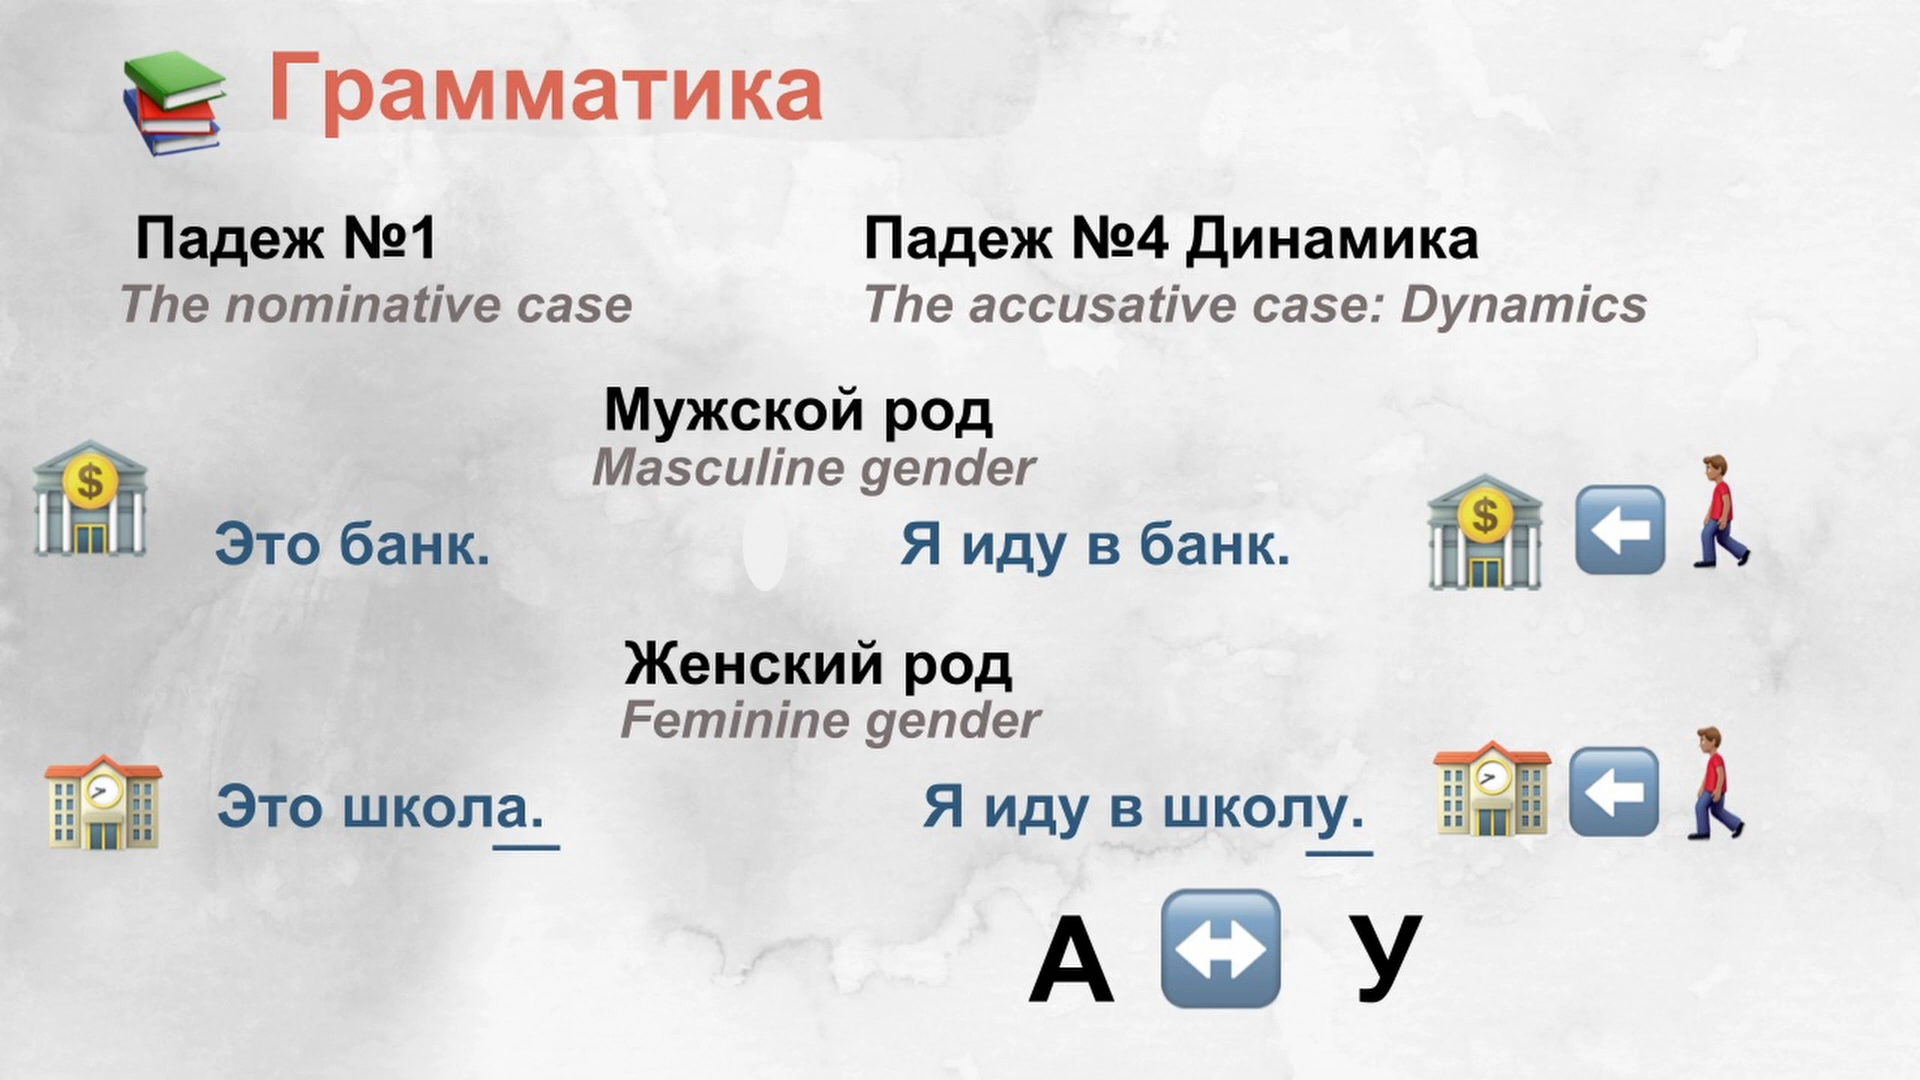 Грамматика
Падеж №1
Падеж №4 Динамика
The nominative case
The accusative case: Dynamics
Мужской род
Masculine gender
Это банк.
Я иду в банк.
Женский род
Feminine gender
Это школа.
Я иду в школу.
А У